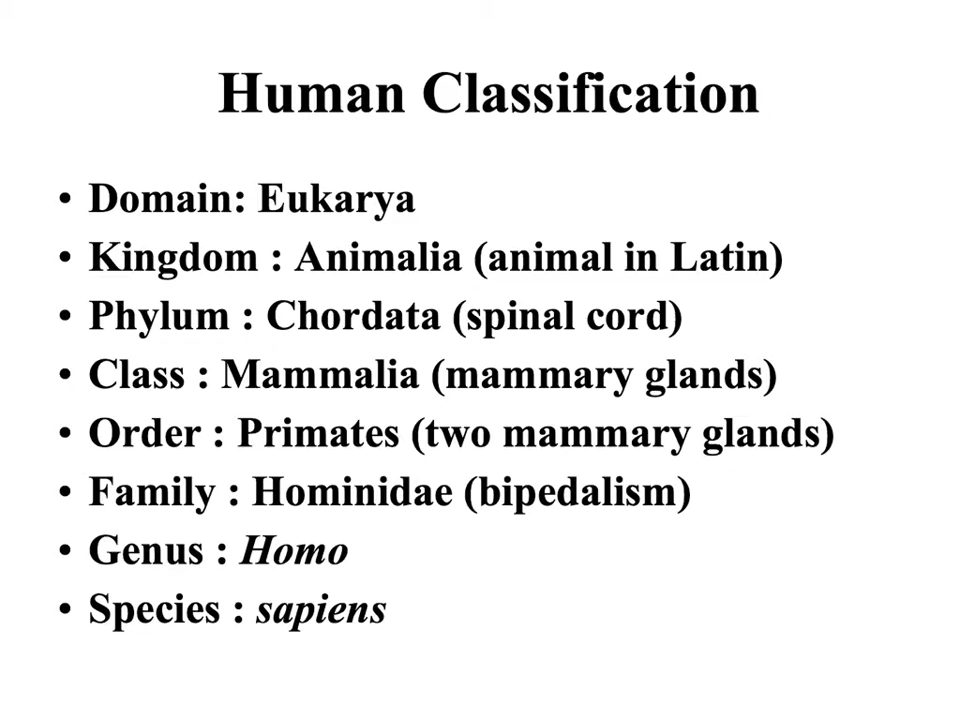 Human Classification
• Domain: Eukarya
• Kingdom : Animalia (animal in Latin)
• Phylum : Chordata (spinal cord)
• Class : Mammalia (mammary glands)
• Order : Primates (two mammary glands)
• Family : Hominidae (bipedalism)
• Genus : Homo
• Species : sapiens